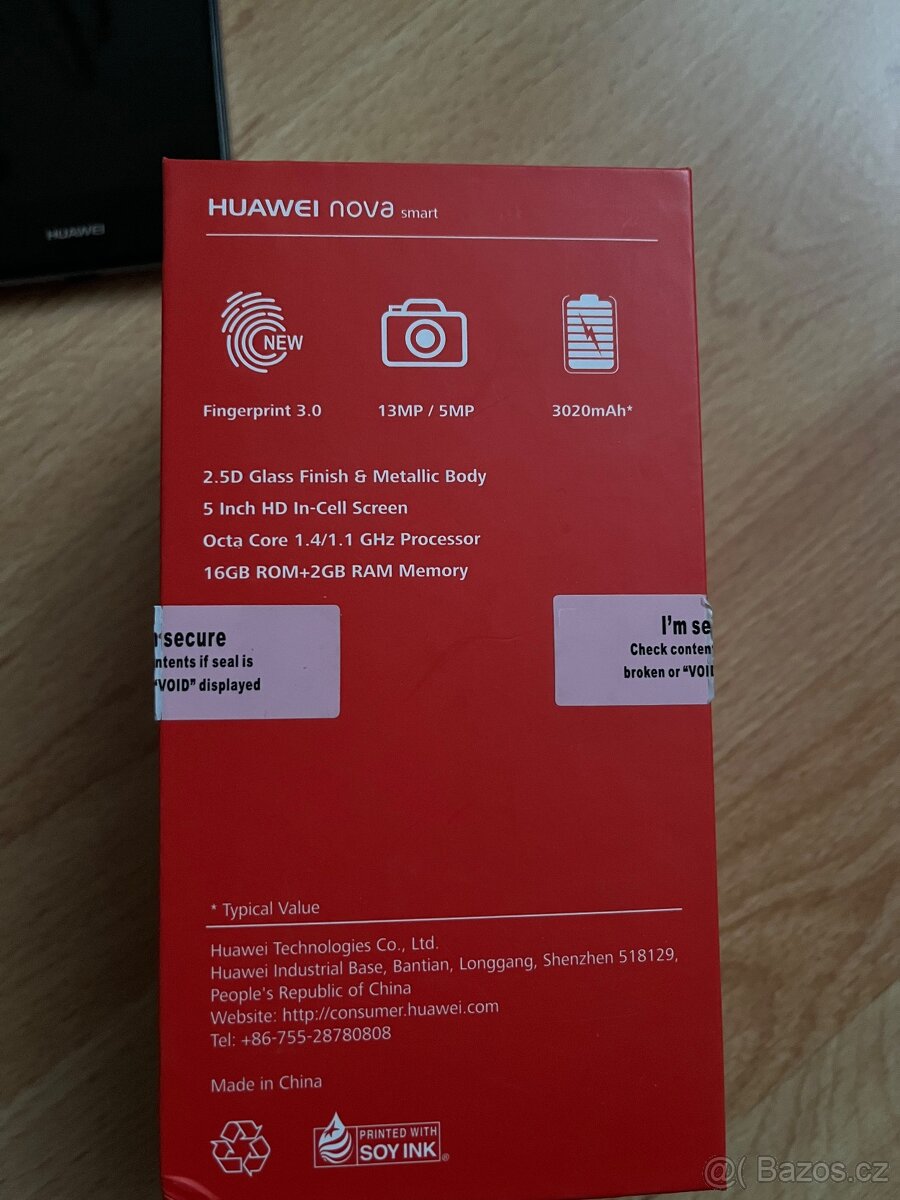 HUAWEI
HUAWEI nova smart
NEW
Fingerprint 3.0
13MP / 5MP
3020mAh*
2.5D Glass Finish & Metallic Body
5 Inch HD In-Cell Screen
Octa Core 1.4/1.1 GHz Processor
16GB ROM+2GB RAM Memory
secure
ntents if seal is
"VOID" displayed
I'm se
Check conten
broken or "VOI
* Typical Value
Huawei Technologies Co., Ltd.
Huawei Industrial Base, Bantian, Longgang, Shenzhen 518129,
People's Republic of China
Website: http://consumer.huawei.com
Tel: +86-755-28780808
Made in China
PRINTED WITH
SOY INK®
@( Bazos.cz